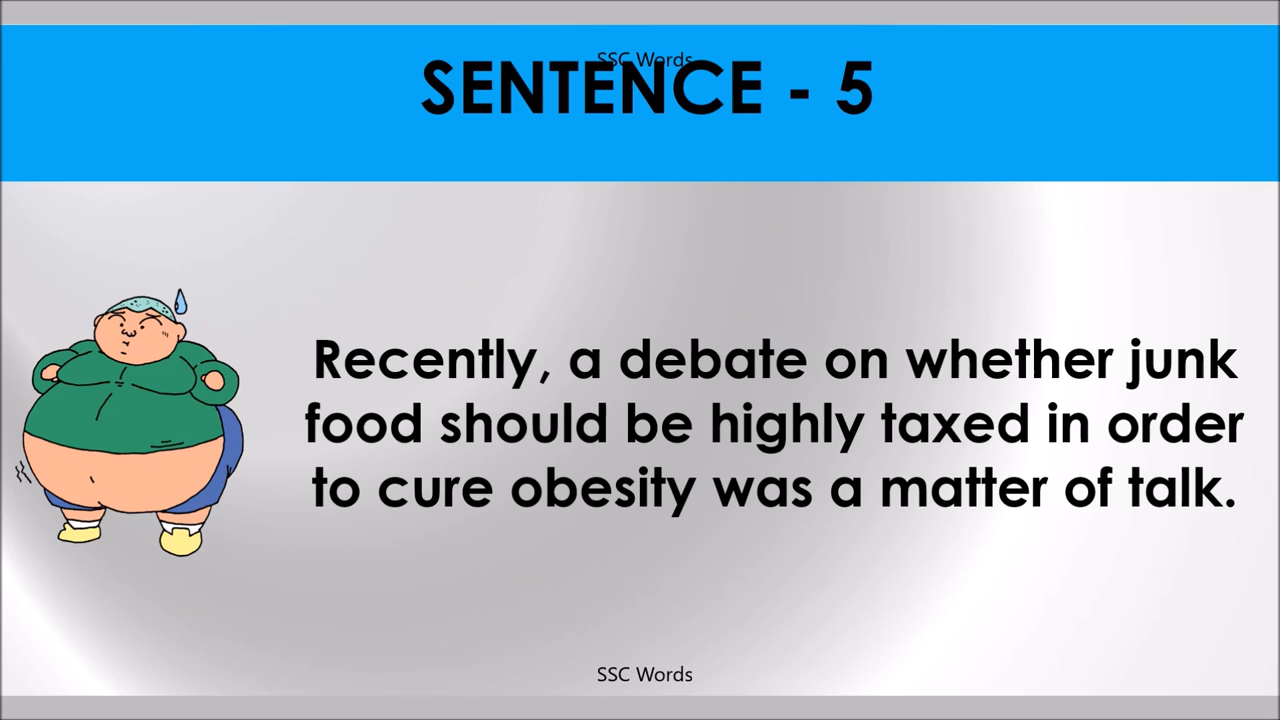 SSC Words
SENTENCE - 5
Recently, a debate on whether junk
food should be highly taxed in order
to cure obesity was a matter of talk.
SSC Words